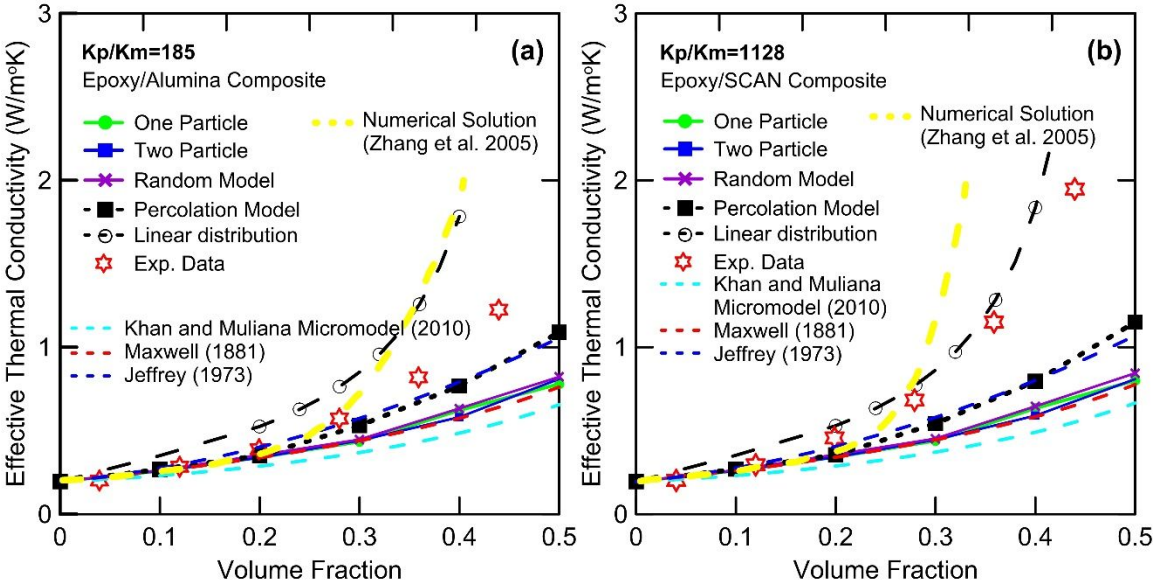 Effective Thermal Conductivity (W/m°K)
3
2
1
0
Kp/Km=185
(a)
Epoxy/Alumina Composite
One Particle
Two Particle
Random Model
Percolation Model
Linear distribution
Exp. Data
Numerical Solution
(Zhang et al. 2005)
Khan and Muliana Micromodel (2010)
Maxwell (1881)
Jeffrey (1973)
0 0.1 0.2 0.3 0.4 0.5
Volume Fraction
Effective Thermal Conductivity (W/m°K)
3
2
1
0
Kp/Km=1128
(b)
Epoxy/SCAN Composite
One Particle
Two Particle
Random Model
Percolation Model
Linear distribution
Exp. Data
Numerical Solution
(Zhang et al. 2005)
Khan and Muliana
Micromodel (2010)
Maxwell (1881)
Jeffrey (1973)
0 0.1 0.2 0.3 0.4 0.5
Volume Fraction